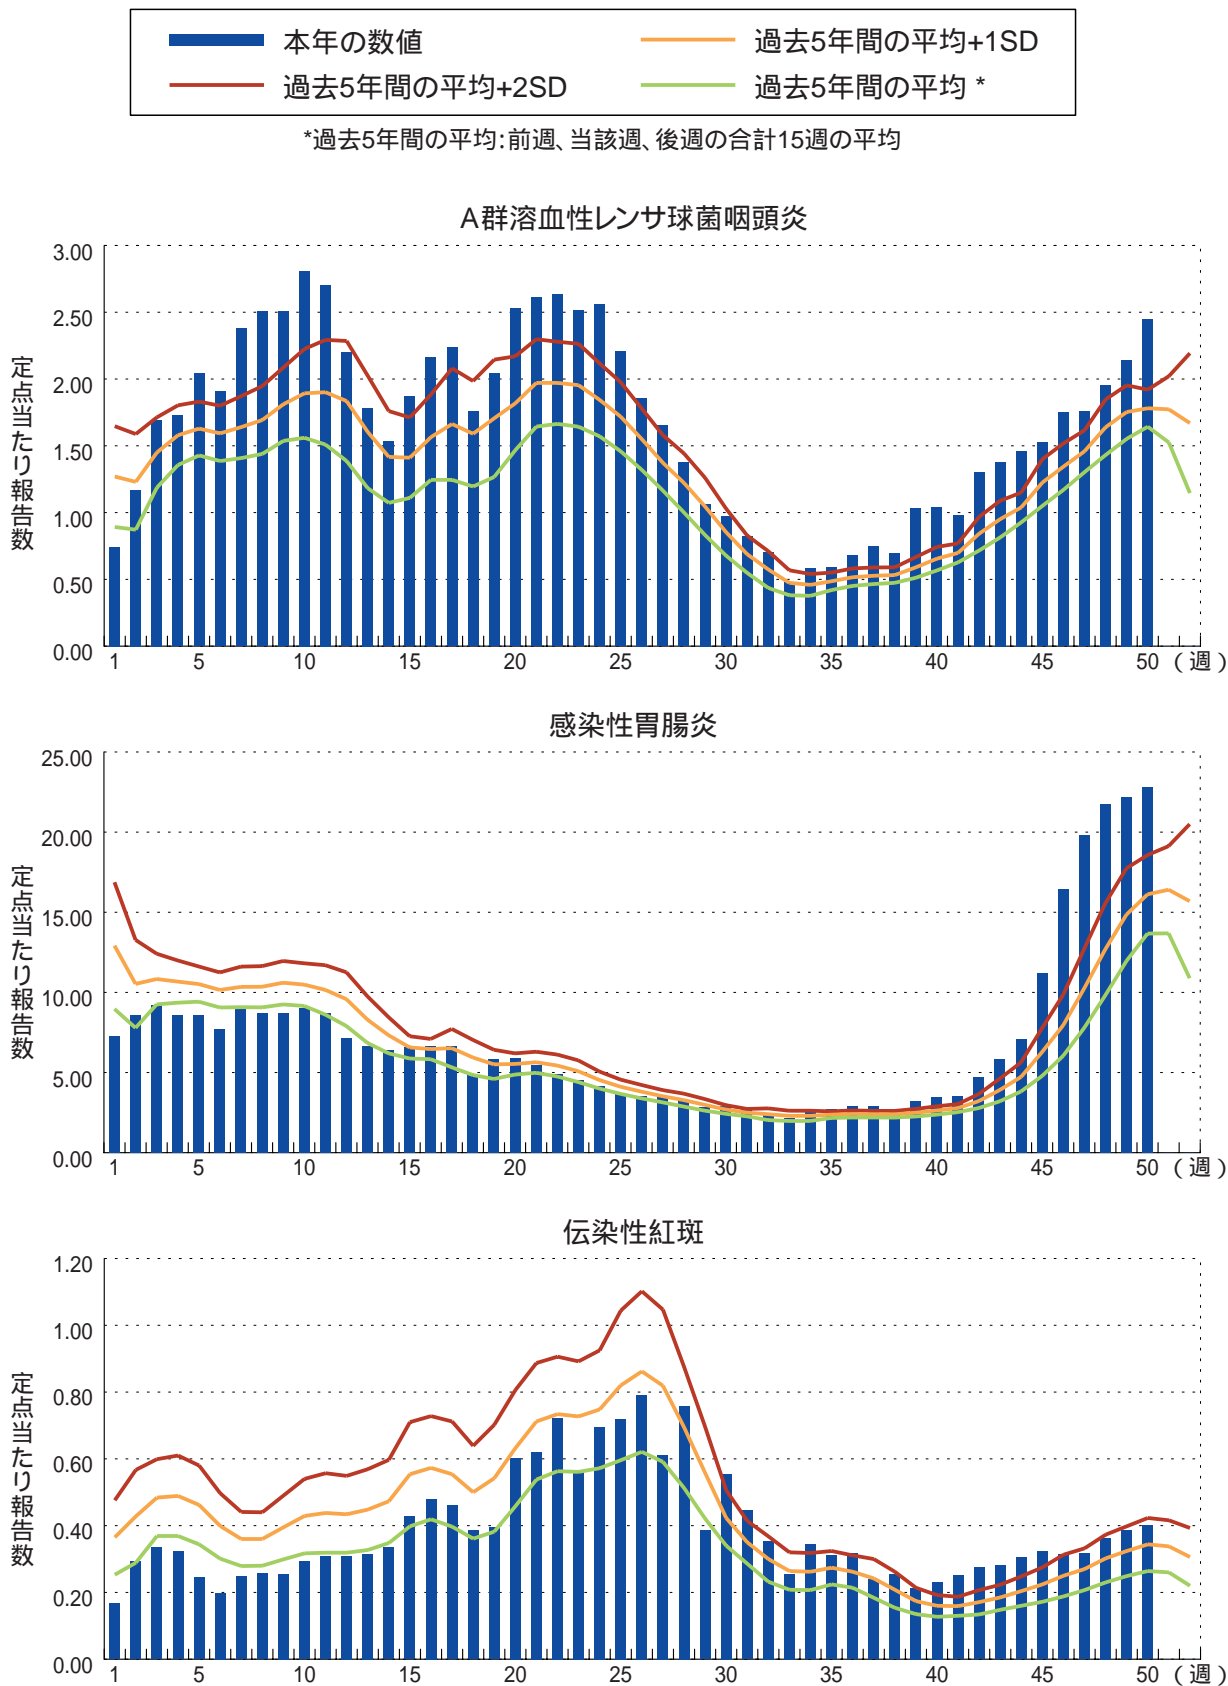 本年の数値
過去5年間の平均+1SD
過去5年間の平均+2SD
過去5年間の平均 *
*過去5年間の平均:前週、当該週、後週の合計15週の平均
A群溶血性レンサ球菌咽頭炎
定点当たり報告数
3.00
2.50
2.00
1.50
1.00
0.50
0.00
1 5 10 15 20 25 30 35 40 45 50 (週)
感染性胃腸炎
定点当たり報告数
25.00
20.00
15.00
10.00
5.00
0.00
1 5 10 15 20 25 30 35 40 45 50 (週)
伝染性紅斑
定点当たり報告数
1.20
1.00
0.80
0.60
0.40
0.20
0.00
1 5 10 15 20 25 30 35 40 45 50 (週)